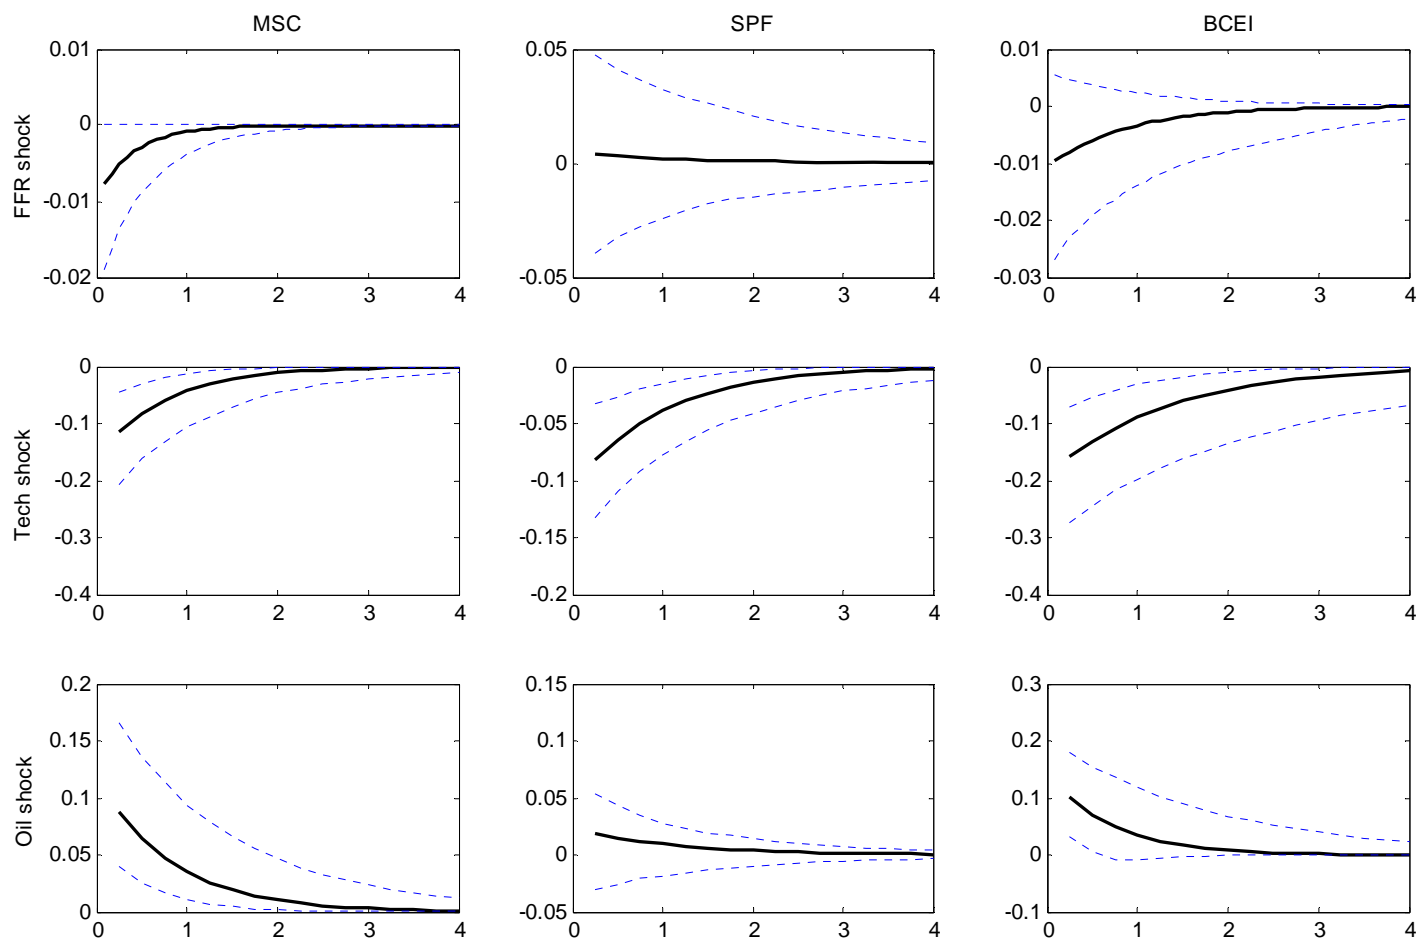 MSC SPF BCEI
0.01 0.05 0.01
0
0 0 -0.01
-0.01
-0.02
-0.02 -0.05 -0.03
FFR shock
0 1 2 3 4 0 1 2 3 4 0 1 2 3 4
0 0 0
-0.1 -0.05 -0.1
-0.2 -0.1 -0.2
-0.3 -0.15 -0.3
-0.4 -0.2 -0.4
Tech shock
0 1 2 3 4 0 1 2 3 4 0 1 2 3 4
0.2 0.15 0.3
0.15 0.1 0.2
0.1 0.05 0.1
0.05 0 0
0 -0.05 -0.1
Oil shock
0 1 2 3 4 0 1 2 3 4 0 1 2 3 4